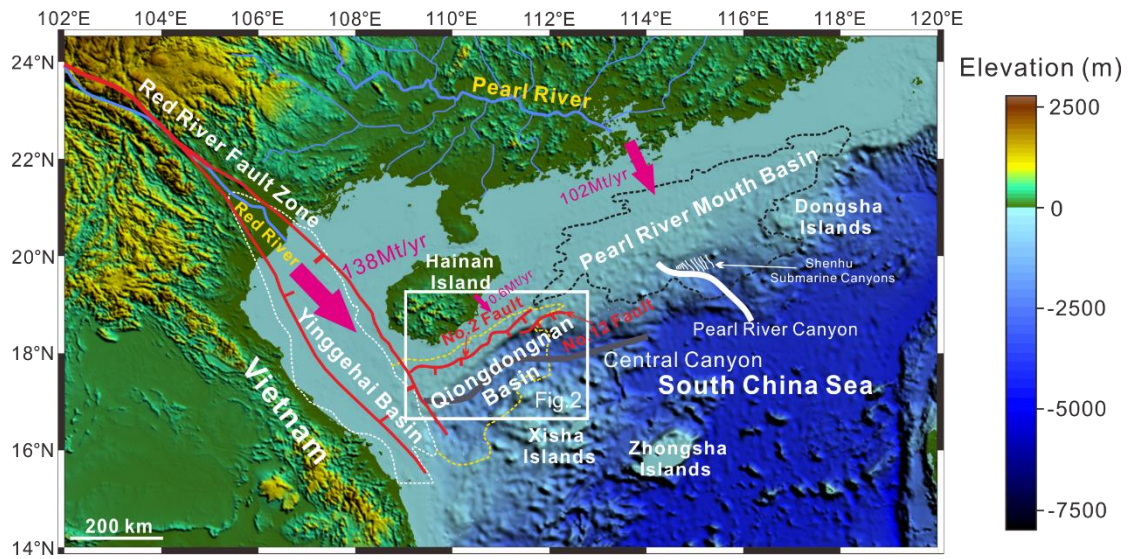 102°E 104°E 106°E 108°E 110°E 112°E 114°E 116°E 118°E 120°E
24°N
22°N
20°N
18°N
16°N
14°N
Elevation (m)
2500
0
-2500
-5000
-7500
Pearl River
Red River Fault Zone
102Mt/yr
Pearl River Mouth Basin
Dongsha
Islands
Red River
138Mt/yr
Hainan
Island
0.6Mt/yr
Shenhu
Submarine Canyons
No.2 Fault
No.12 Fault
Pearl River Canyon
Yinggehai Basin
Qiongdongnan
Basin
Central Canyon
South China Sea
Fig.2
Vietnam
Xisha
Islands
Zhongsha
Islands
200 km